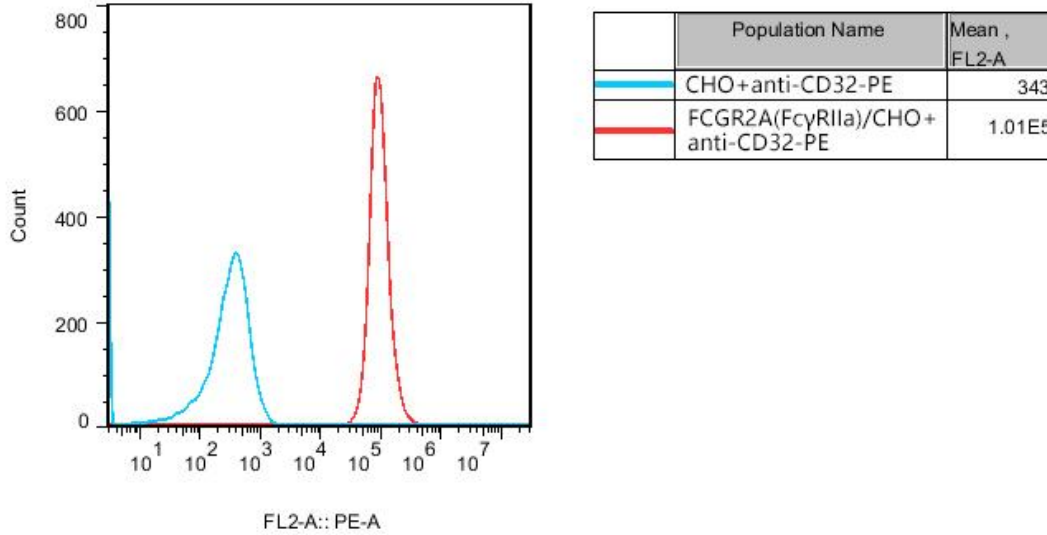 800
600
400
200
0
Count
10¹ 10² 10³ 10⁴ 10⁵ 10⁶ 10⁷
FL2-A:: PE-A
Population Name
Mean ,
FL2-A
CHO+anti-CD32-PE
343
FCGR2A(FcγRIIa)/CHO+
anti-CD32-PE
1.01E5